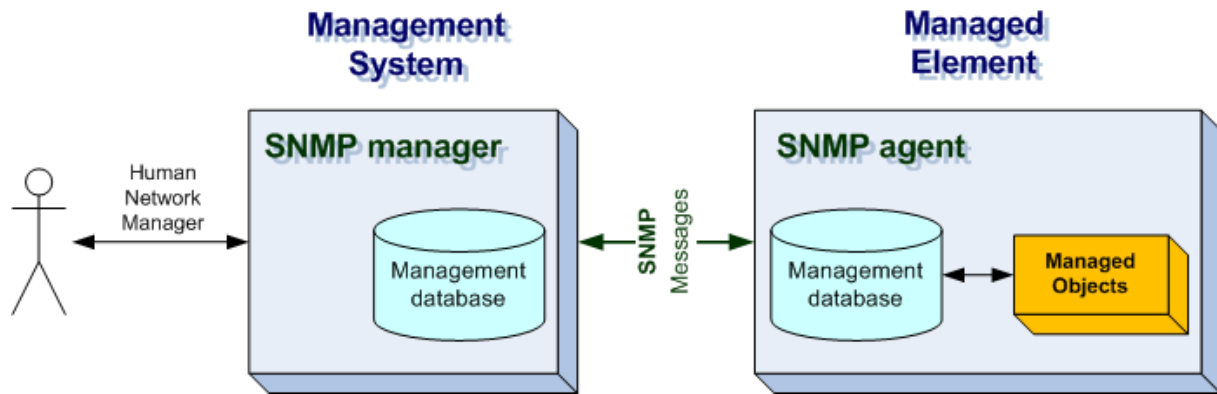 Management
System
Managed
Element
SNMP manager
SNMP agent
Human
Network
Manager
Management
database
SNMP
Messages
Management
database
Managed
Objects